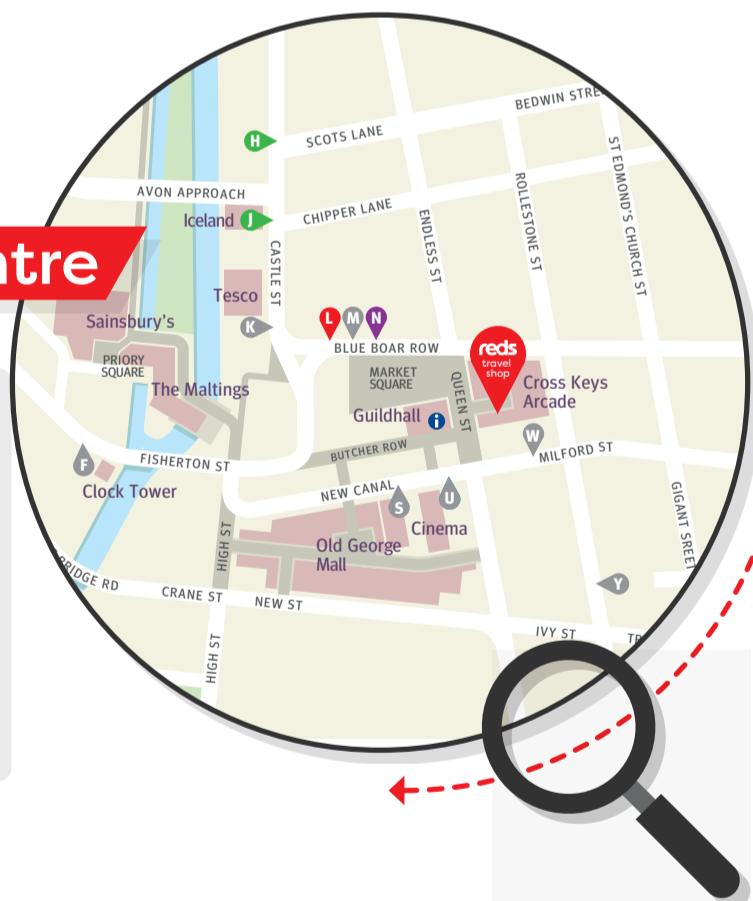 BEDWIN STRE
H
SCOTS LANE
ST EDMOND'S CHURCH ST
AVON APPROACH
ROLLESTONE ST
Iceland
J
CHIPPER LANE
ENDLESS ST
ntre
CASTLE ST
Tesco
L
M
N
Sainsbury's
K
BLUE BOAR ROW
reds
travel
shop
PRIORY
SQUARE
MARKET
SQUARE
QUEEN ST
The Maltings
Cross Keys
Arcade
Guildhall
i
W
BUTCHER ROW
MILFORD ST
F
FISHERTON ST
Clock Tower
NEW CANAL
S
U
GIGANT SREET
Cinema
HIGH ST
Old George
Mall
BRIDGE RD
CRANE ST
NEW ST
Y
HIGH ST
IVY ST
TR